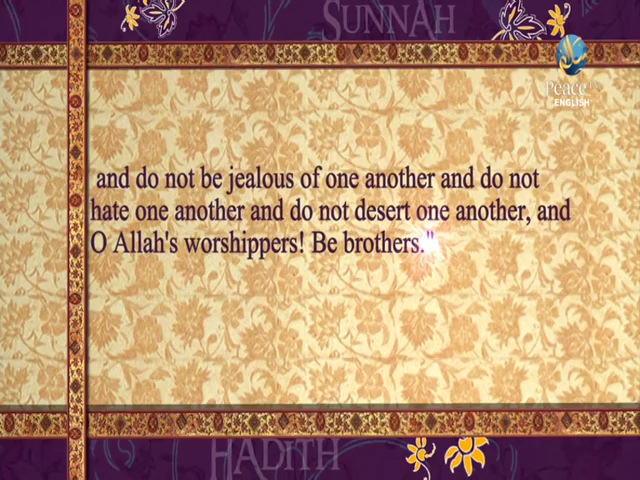 SUNNAH
Peace TV
ENGLISH
and do not be jealous of one another and do not
hate one another and do not desert one another, and
O Allah's worshippers! Be brothers."
HADITH